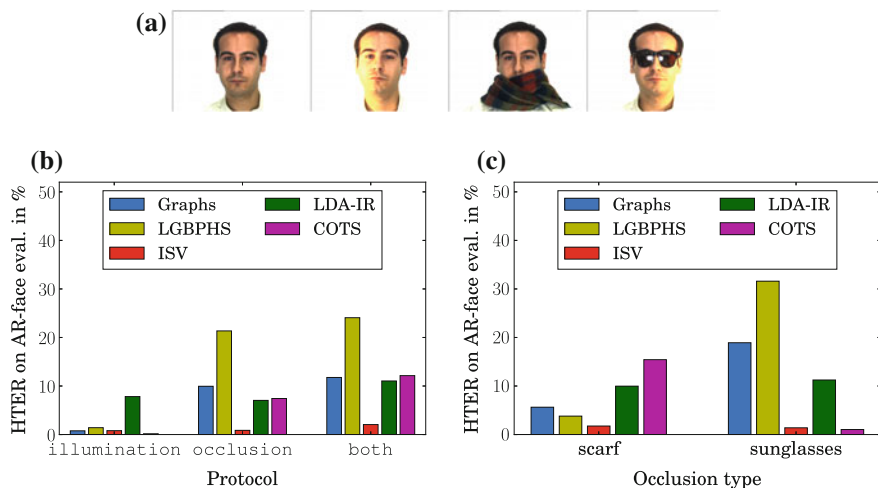 (a)
(b)
HTER on AR-face eval. in %
50
40
30
20
10
0
Graphs
LGBPHS
ISV
LDA-IR
COTS
illumination occlusion both
Protocol
(c)
HTER on AR-face eval. in %
50
40
30
20
10
0
Graphs
LGBPHS
ISV
LDA-IR
COTS
scarf sunglasses
Occlusion type